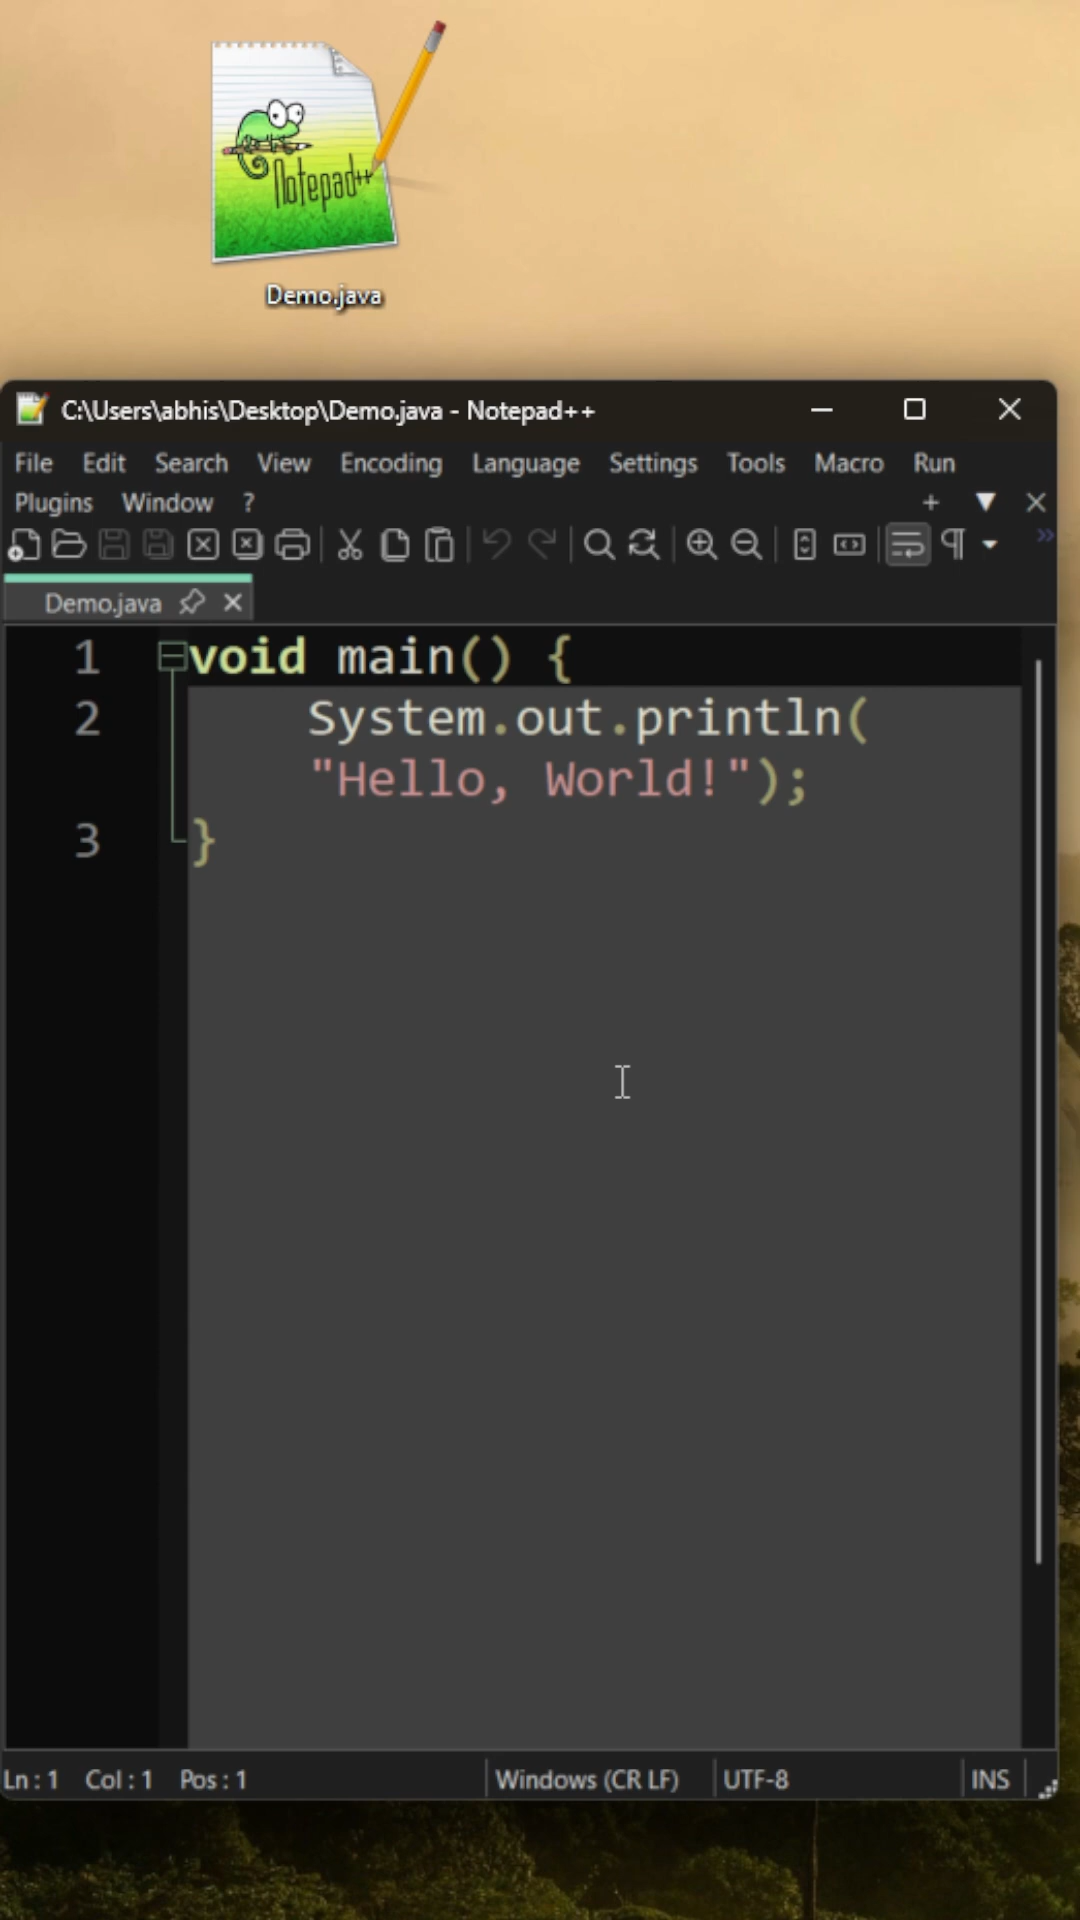 Notepad++
Demo.java
C:\Users\abhis\Desktop\Demo.java - Notepad++
File Edit Search View Encoding Language Settings Tools Macro Run
Plugins Window ?
Demo.java
1 void main() {
2 System.out.println(
"Hello, World!");
3 }
Ln : 1 Col : 1 Pos : 1 Windows (CR LF) UTF-8 INS